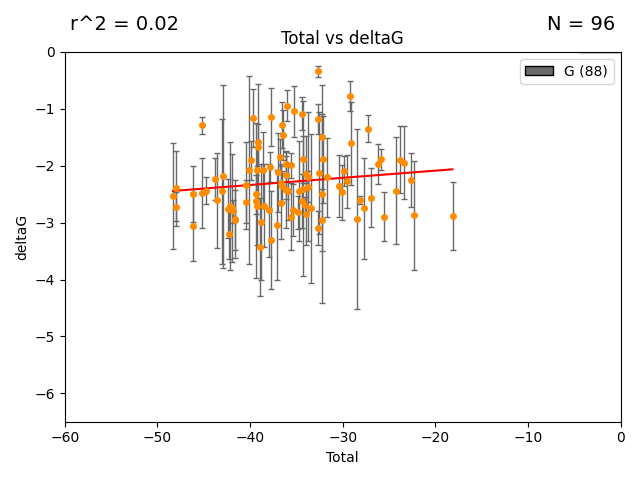 r^2 = 0.02
N = 96
Total vs deltaG
G (88)
deltaG
0
−1
−2
−3
−4
−5
−6
−60
−50
−40
−30
−20
−10
0
Total